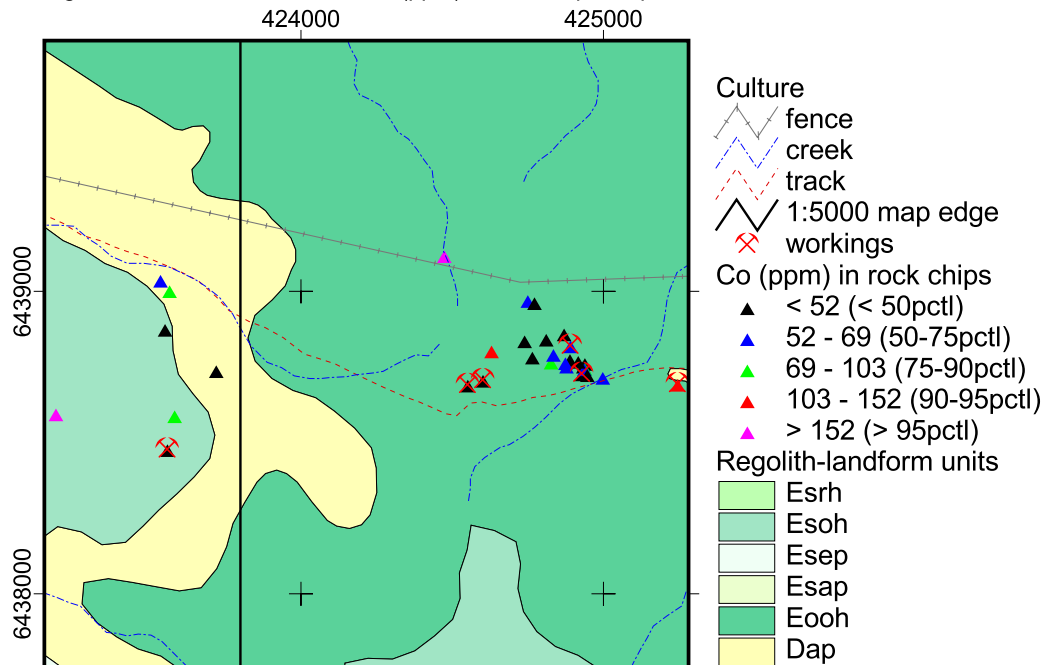 424000 425000
6439000
6438000
Culture
fence
creek
track
1:5000 map edge
workings
Co (ppm) in rock chips
< 52 (< 50pctl)
52 - 69 (50-75pctl)
69 - 103 (75-90pctl)
103 - 152 (90-95pctl)
> 152 (> 95pctl)
Regolith-landform units
Esrh
Esoh
Esep
Esap
Eooh
Dap